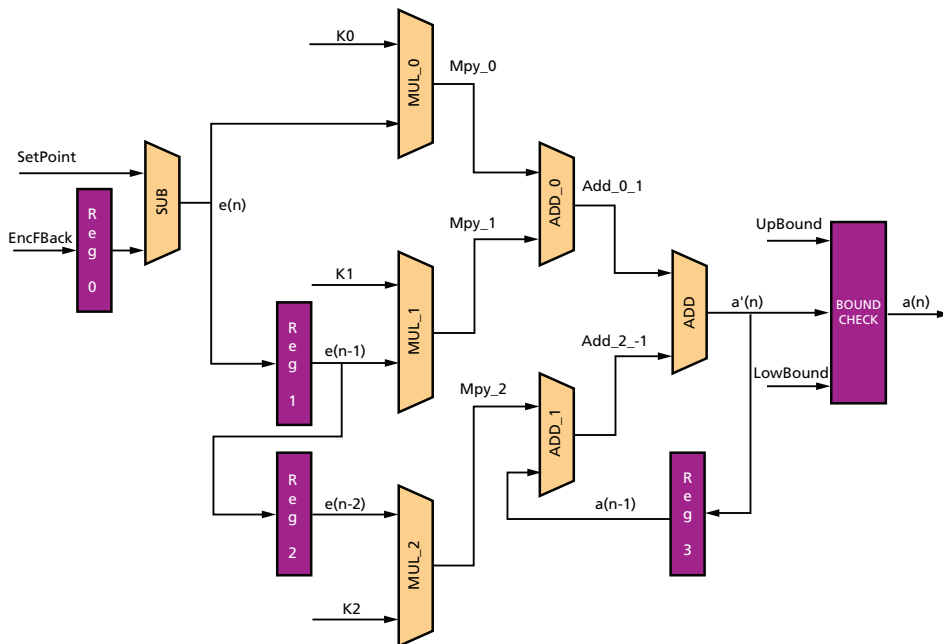 K0
MUL_0
Mpy_0
SetPoint
SUB
e(n)
EncFBack
Reg 0
ADD_0
Add_0_1
Mpy_1
K1
MUL_1
UpBound
ADD
a'(n)
BOUND
CHECK
a(n)
Reg 1
e(n-1)
Add_2_-1
LowBound
Mpy_2
ADD_1
Reg 2
e(n-2)
MUL_2
a(n-1)
Reg 3
K2